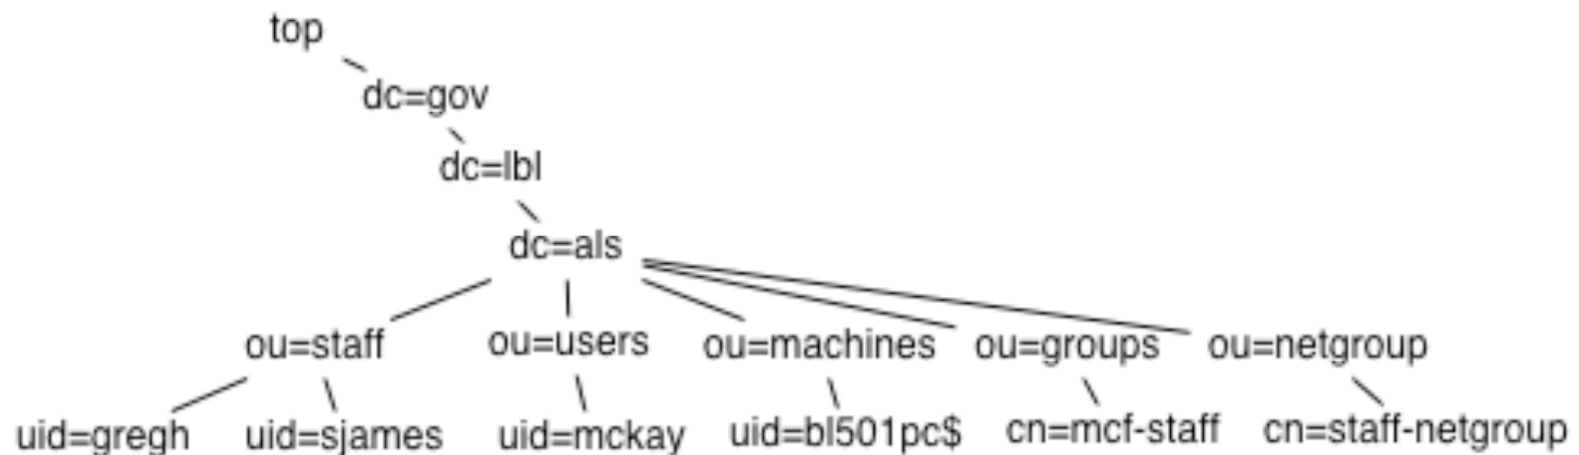 top
dc=gov
dc=lbl
dc=als
ou=staff ou=users ou=machines ou=groups ou=netgroup
uid=gregh uid=sjames uid=mckay uid=bl501pc$ cn=mcf-staff cn=staff-netgroup